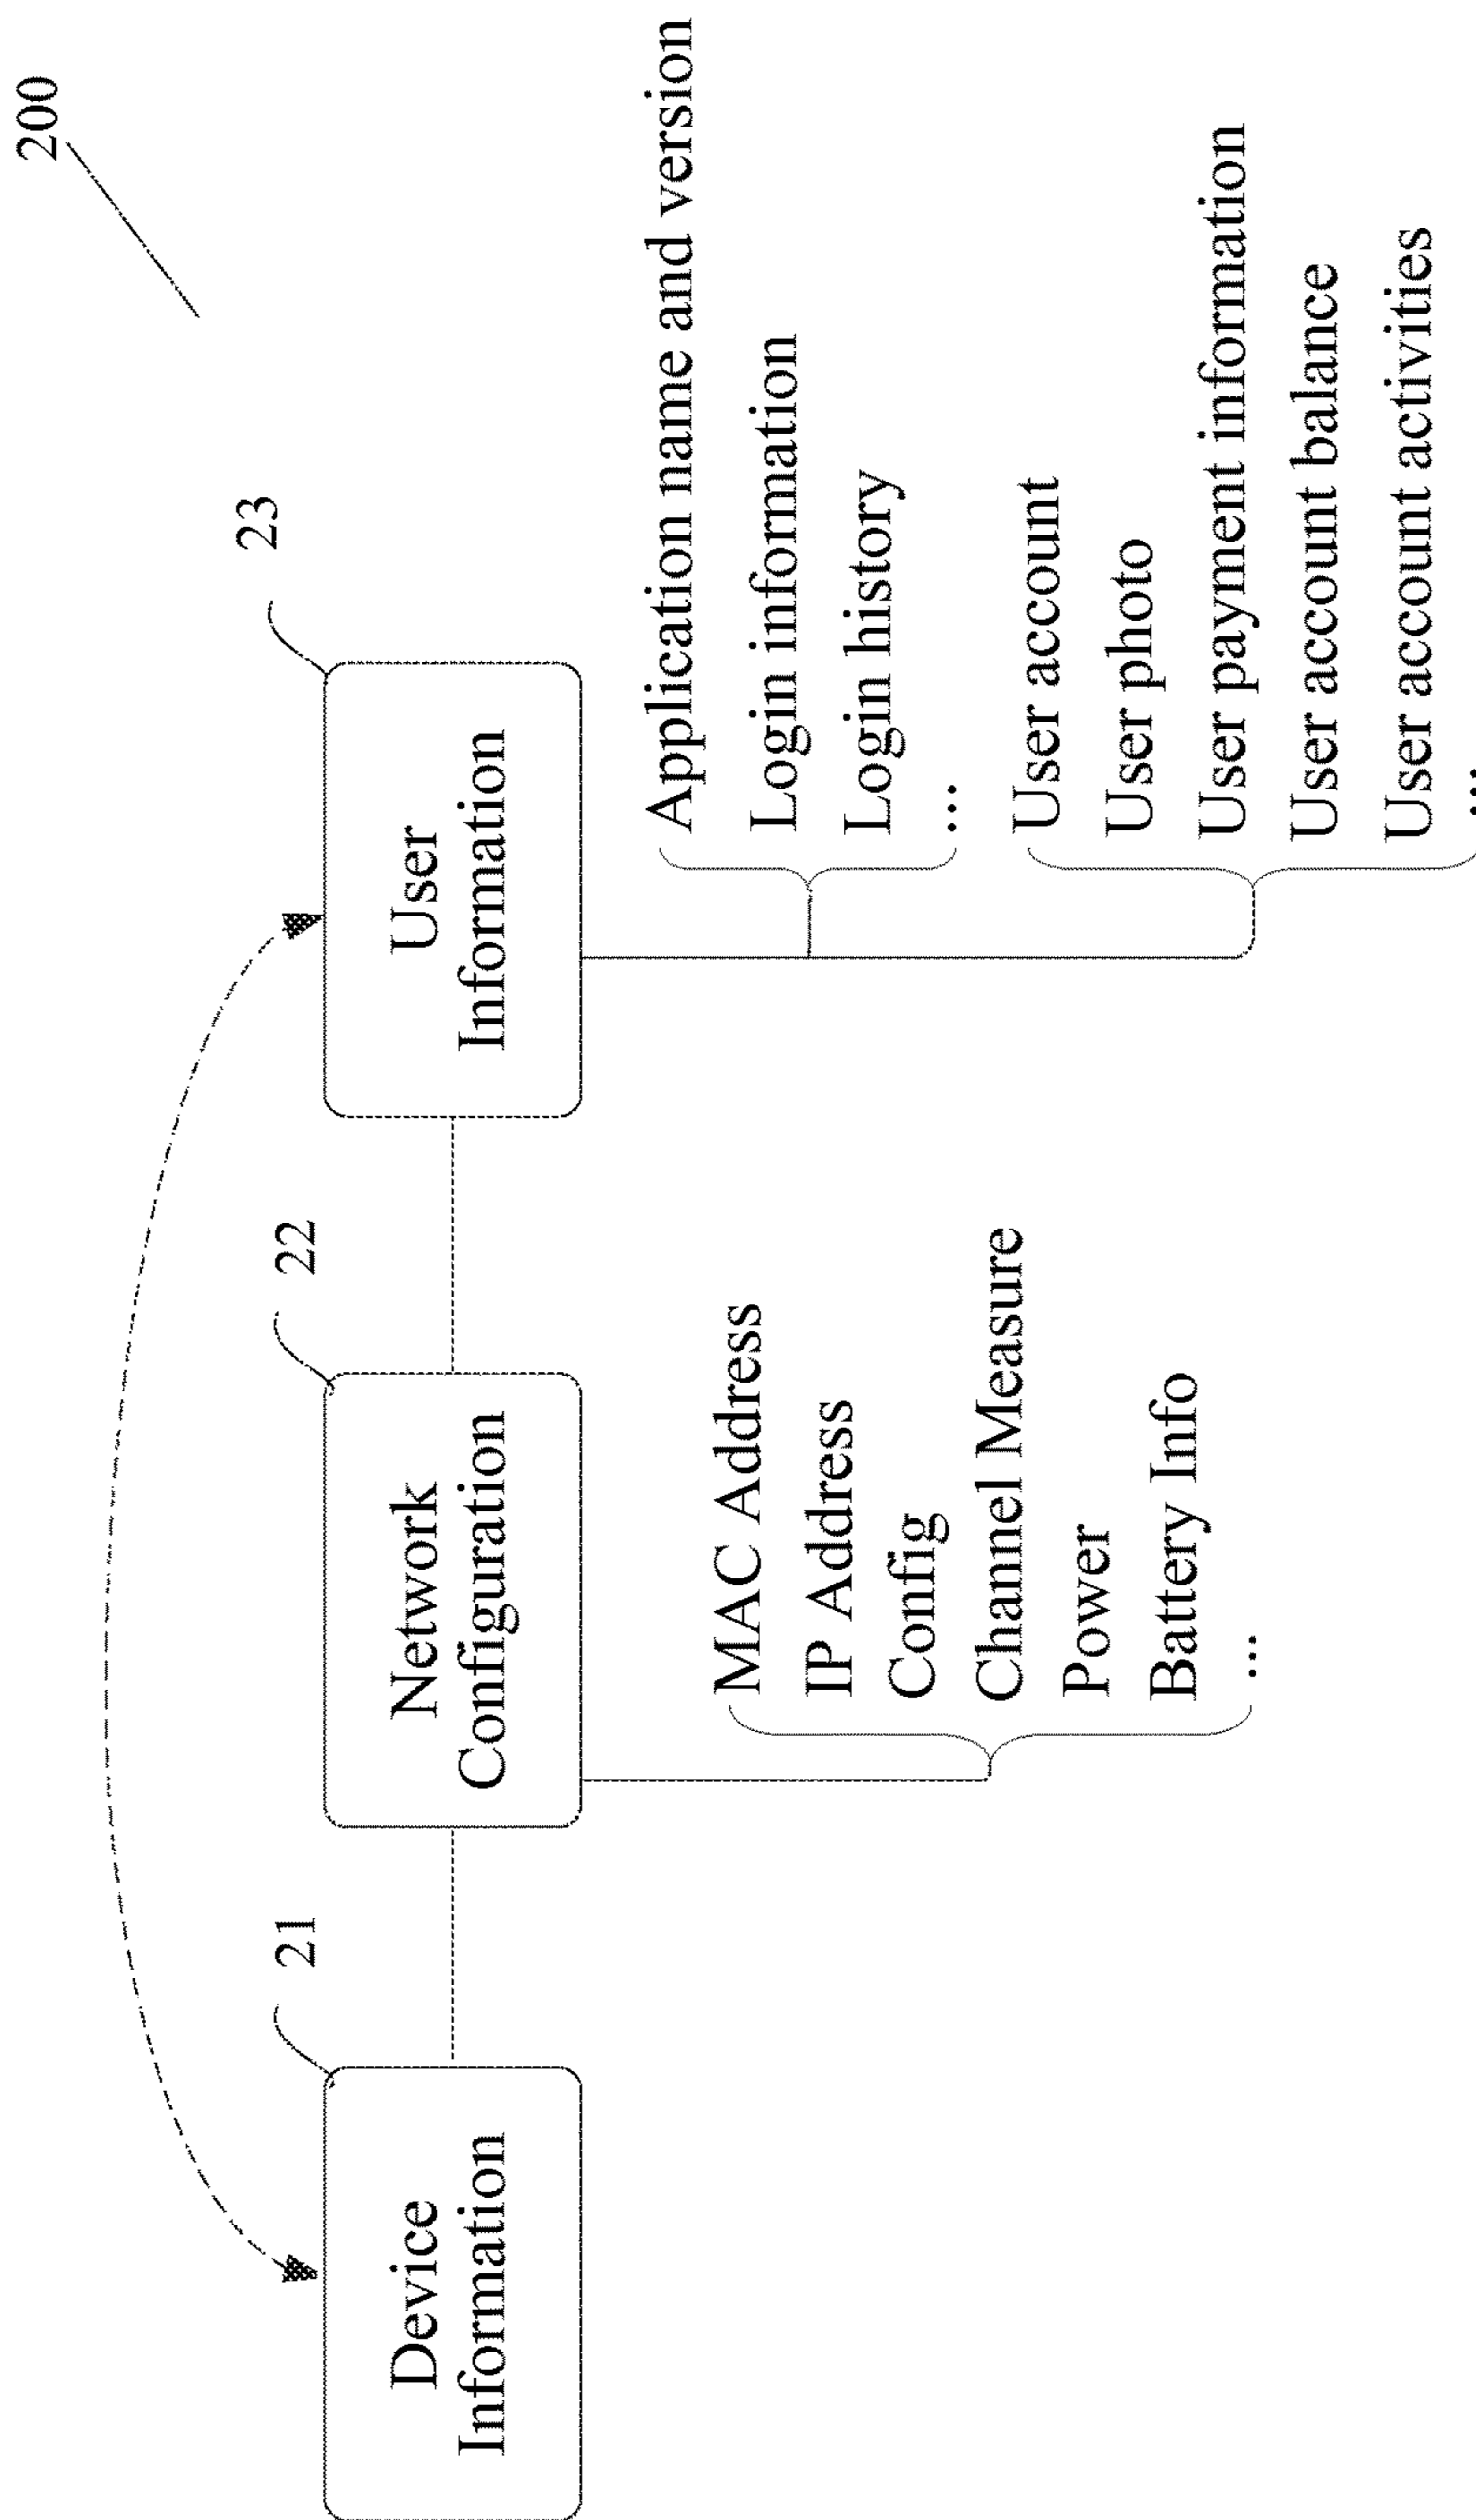 200
21
Device
Information
22
Network
Configuration
MAC Address
IP Address
Config
Channel Measure
Power
Battery Info
...
23
User
Information
Application name and version
Login information
Login history
...
User account
User photo
User payment information
User account balance
User account activities
...